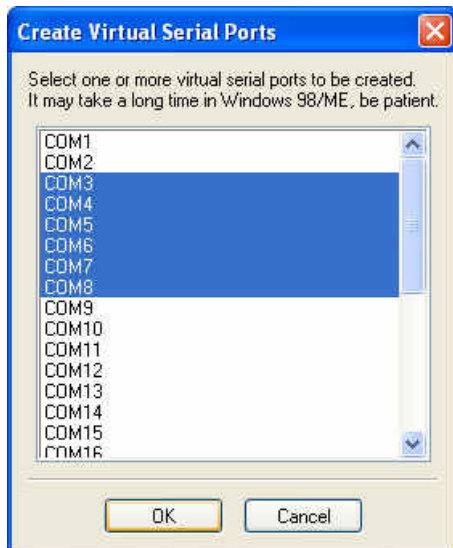 Create Virtual Serial Ports
Select one or more virtual serial ports to be created.
It may take a long time in Windows 98/ME, be patient.
COM1
COM2
COM3
COM4
COM5
COM6
COM7
COM8
COM9
COM10
COM11
COM12
COM13
COM14
COM15
COM16
OK
Cancel